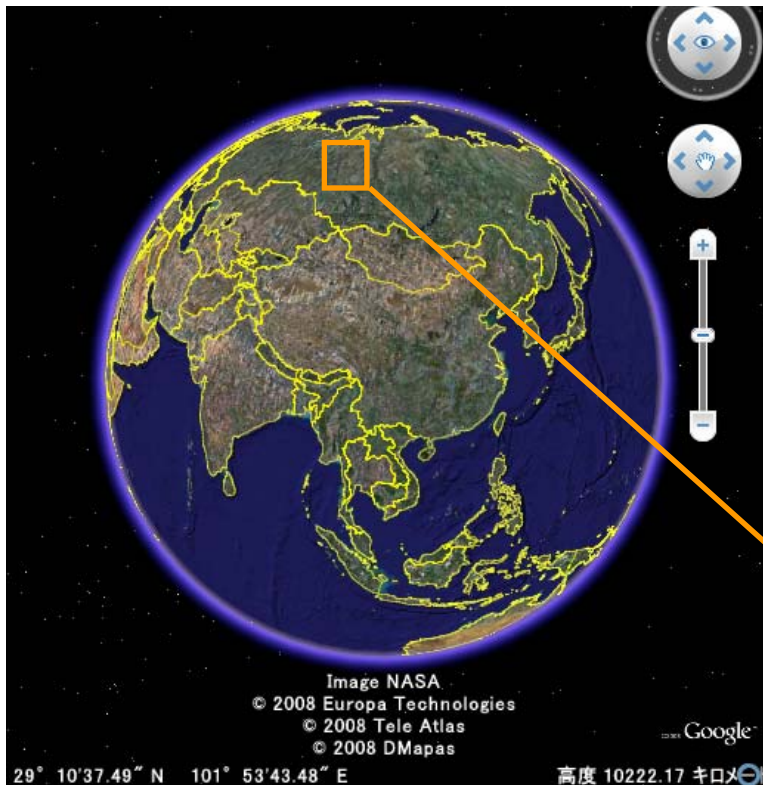 Image NASA
© 2008 Europa Technologies
© 2008 Tele Atlas
© 2008 DMapas
Google™
29° 10'37.49" N 101° 53'43.48" E 高度 10222.17 キロメ